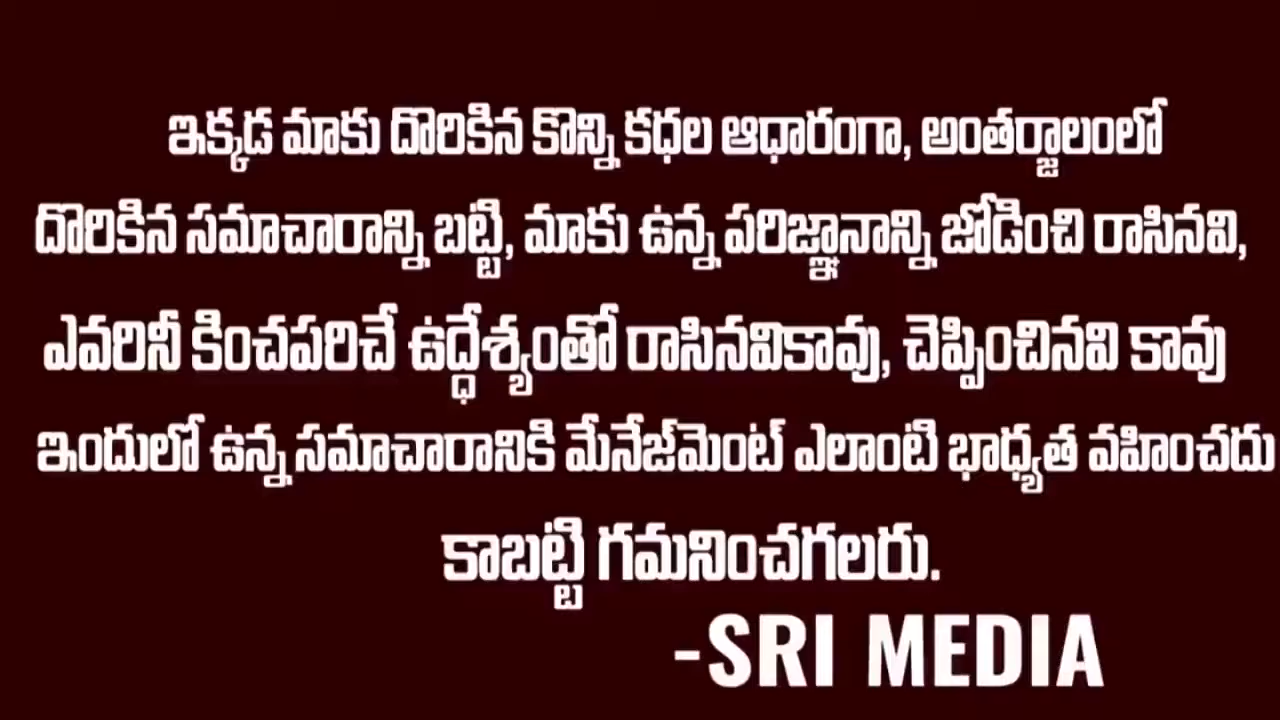 ఇక్కడ మాకు దొరికిన కొన్ని కధల ఆధారంగా, అంతర్జాలంలో
దొరికిన సమాచారాన్ని బట్టి, మాకు ఉన్న పరిజ్ఞానాన్ని జోడించి రాసినవి,
ఎవరినీ కించపరిచే ఉద్ధేశ్యంతో రాసినవికావు, చెప్పించినవి కావు
ఇందులో ఉన్న సమాచారానికి మేనేజ్‌మెంట్ ఎలాంటి భాధ్యత వహించదు
కాబట్టి గమనించగలరు.
-SRI MEDIA